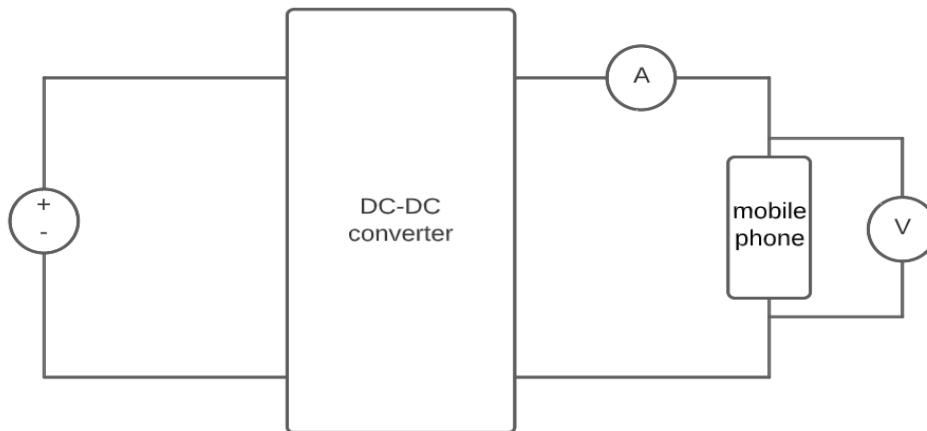 +
-
DC-DC
converter
A
mobile
phone
V